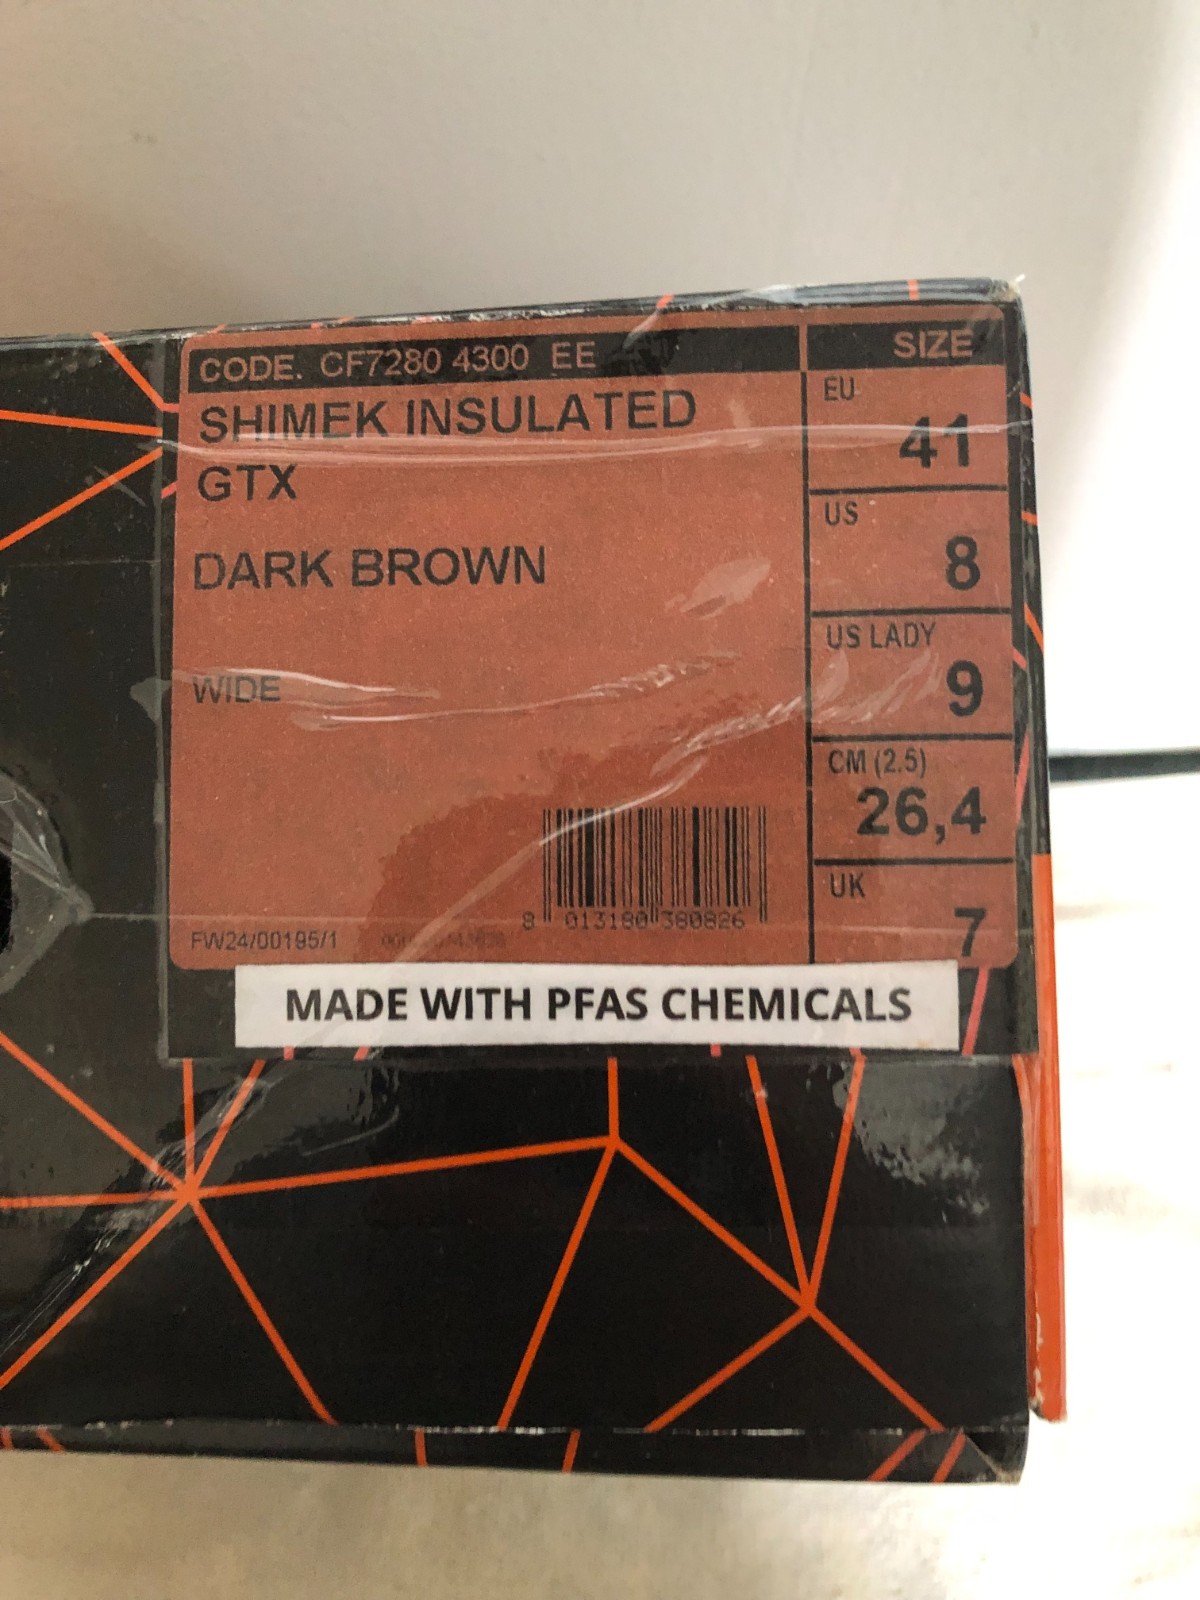 CODE. CF7280 4300 EE
SHIMEK INSULATED
GTX
DARK BROWN
WIDE
FW24/00195/1
8 013180 380826
SIZE
EU
41
US
8
US LADY
9
CM (2.5)
26,4
UK
7
MADE WITH PFAS CHEMICALS